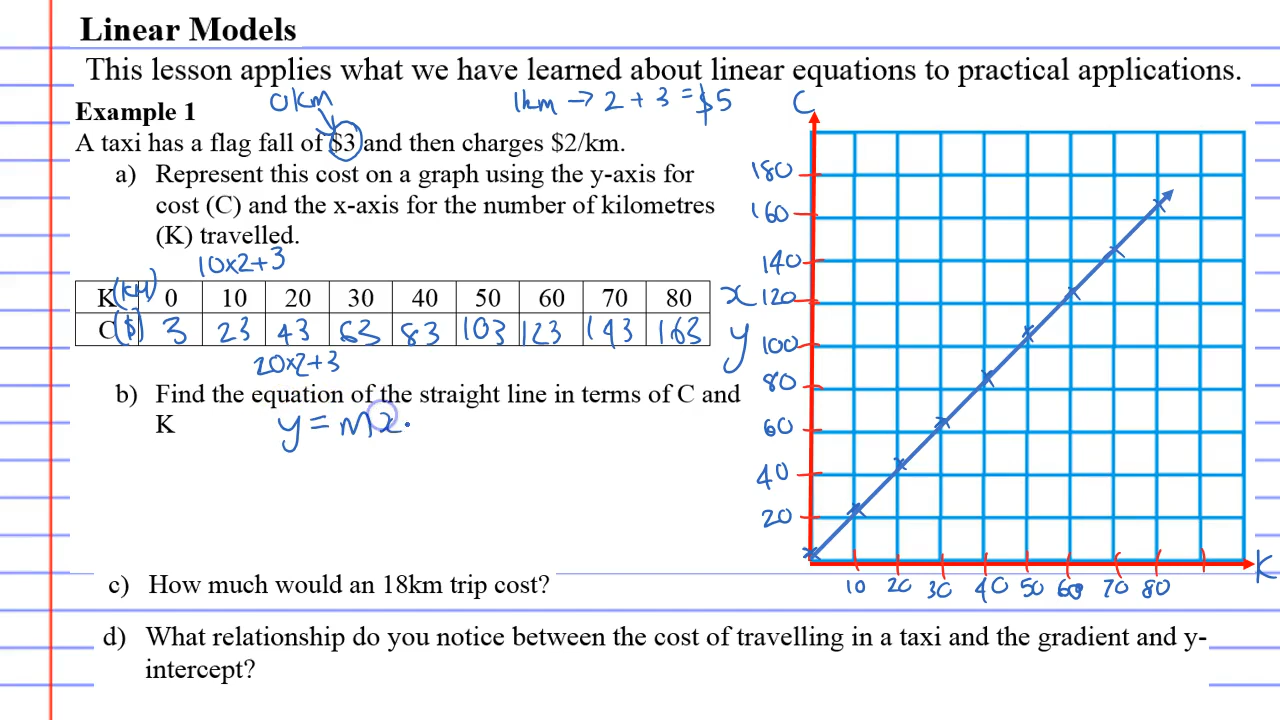 Linear Models
This lesson applies what we have learned about linear equations to practical applications.
Example 1
0km
1km → 2 + 3 = $5
A taxi has a flag fall of $3 and then charges $2/km.
a) Represent this cost on a graph using the y-axis for
cost (C) and the x-axis for the number of kilometres
(K) travelled.
10x2+3
K (KM) 0 10 20 30 40 50 60 70 80 x
C ($) 3 23 43 63 83 103 123 143 163 y
20x2+3
b) Find the equation of the straight line in terms of C and
K
y = mx
c) How much would an 18km trip cost?
d) What relationship do you notice between the cost of travelling in a taxi and the gradient and y-
intercept?
C
180
160
140
120
100
80
60
40
20
10 20 30 40 50 60 70 80
K